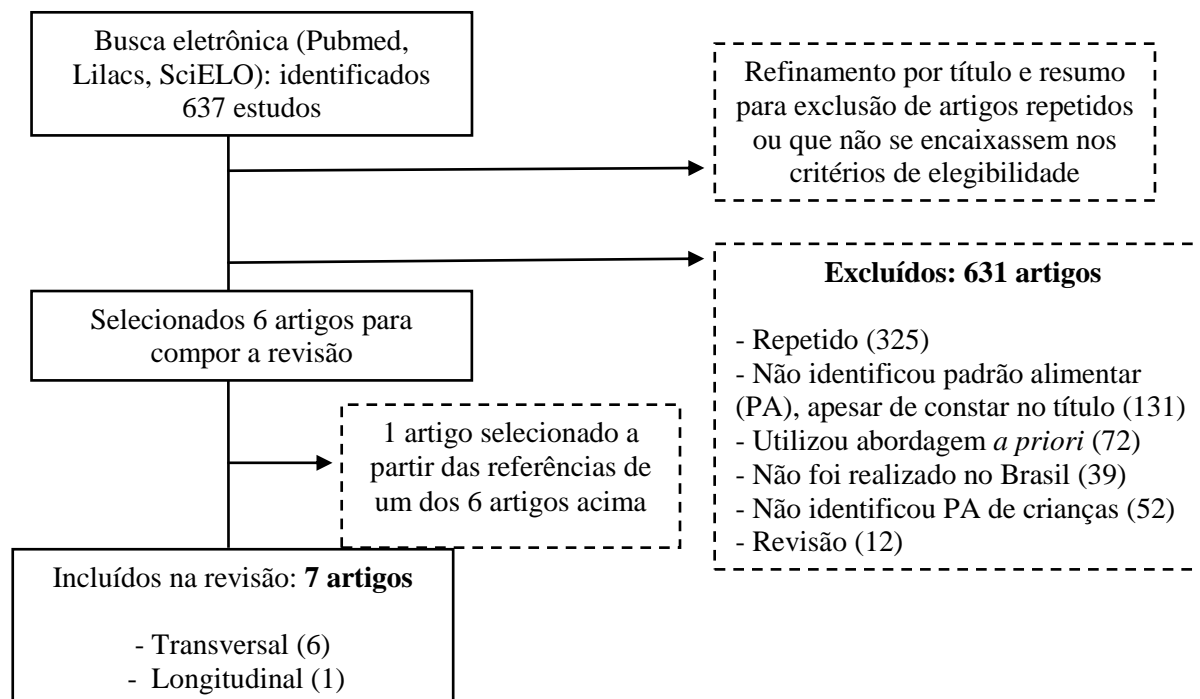 Busca eletrônica (Pubmed,
Lilacs, SciELO): identificados
637 estudos
Refinamento por título e resumo
para exclusão de artigos repetidos
ou que não se encaixassem nos
critérios de elegibilidade
Excluídos: 631 artigos
- Repetido (325)
- Não identificou padrão alimentar
(PA), apesar de constar no título (131)
- Utilizou abordagem a priori (72)
- Não foi realizado no Brasil (39)
- Não identificou PA de crianças (52)
- Revisão (12)
Selecionados 6 artigos para
compor a revisão
1 artigo selecionado a
partir das referências de
um dos 6 artigos acima
Incluídos na revisão: 7 artigos
- Transversal (6)
- Longitudinal (1)